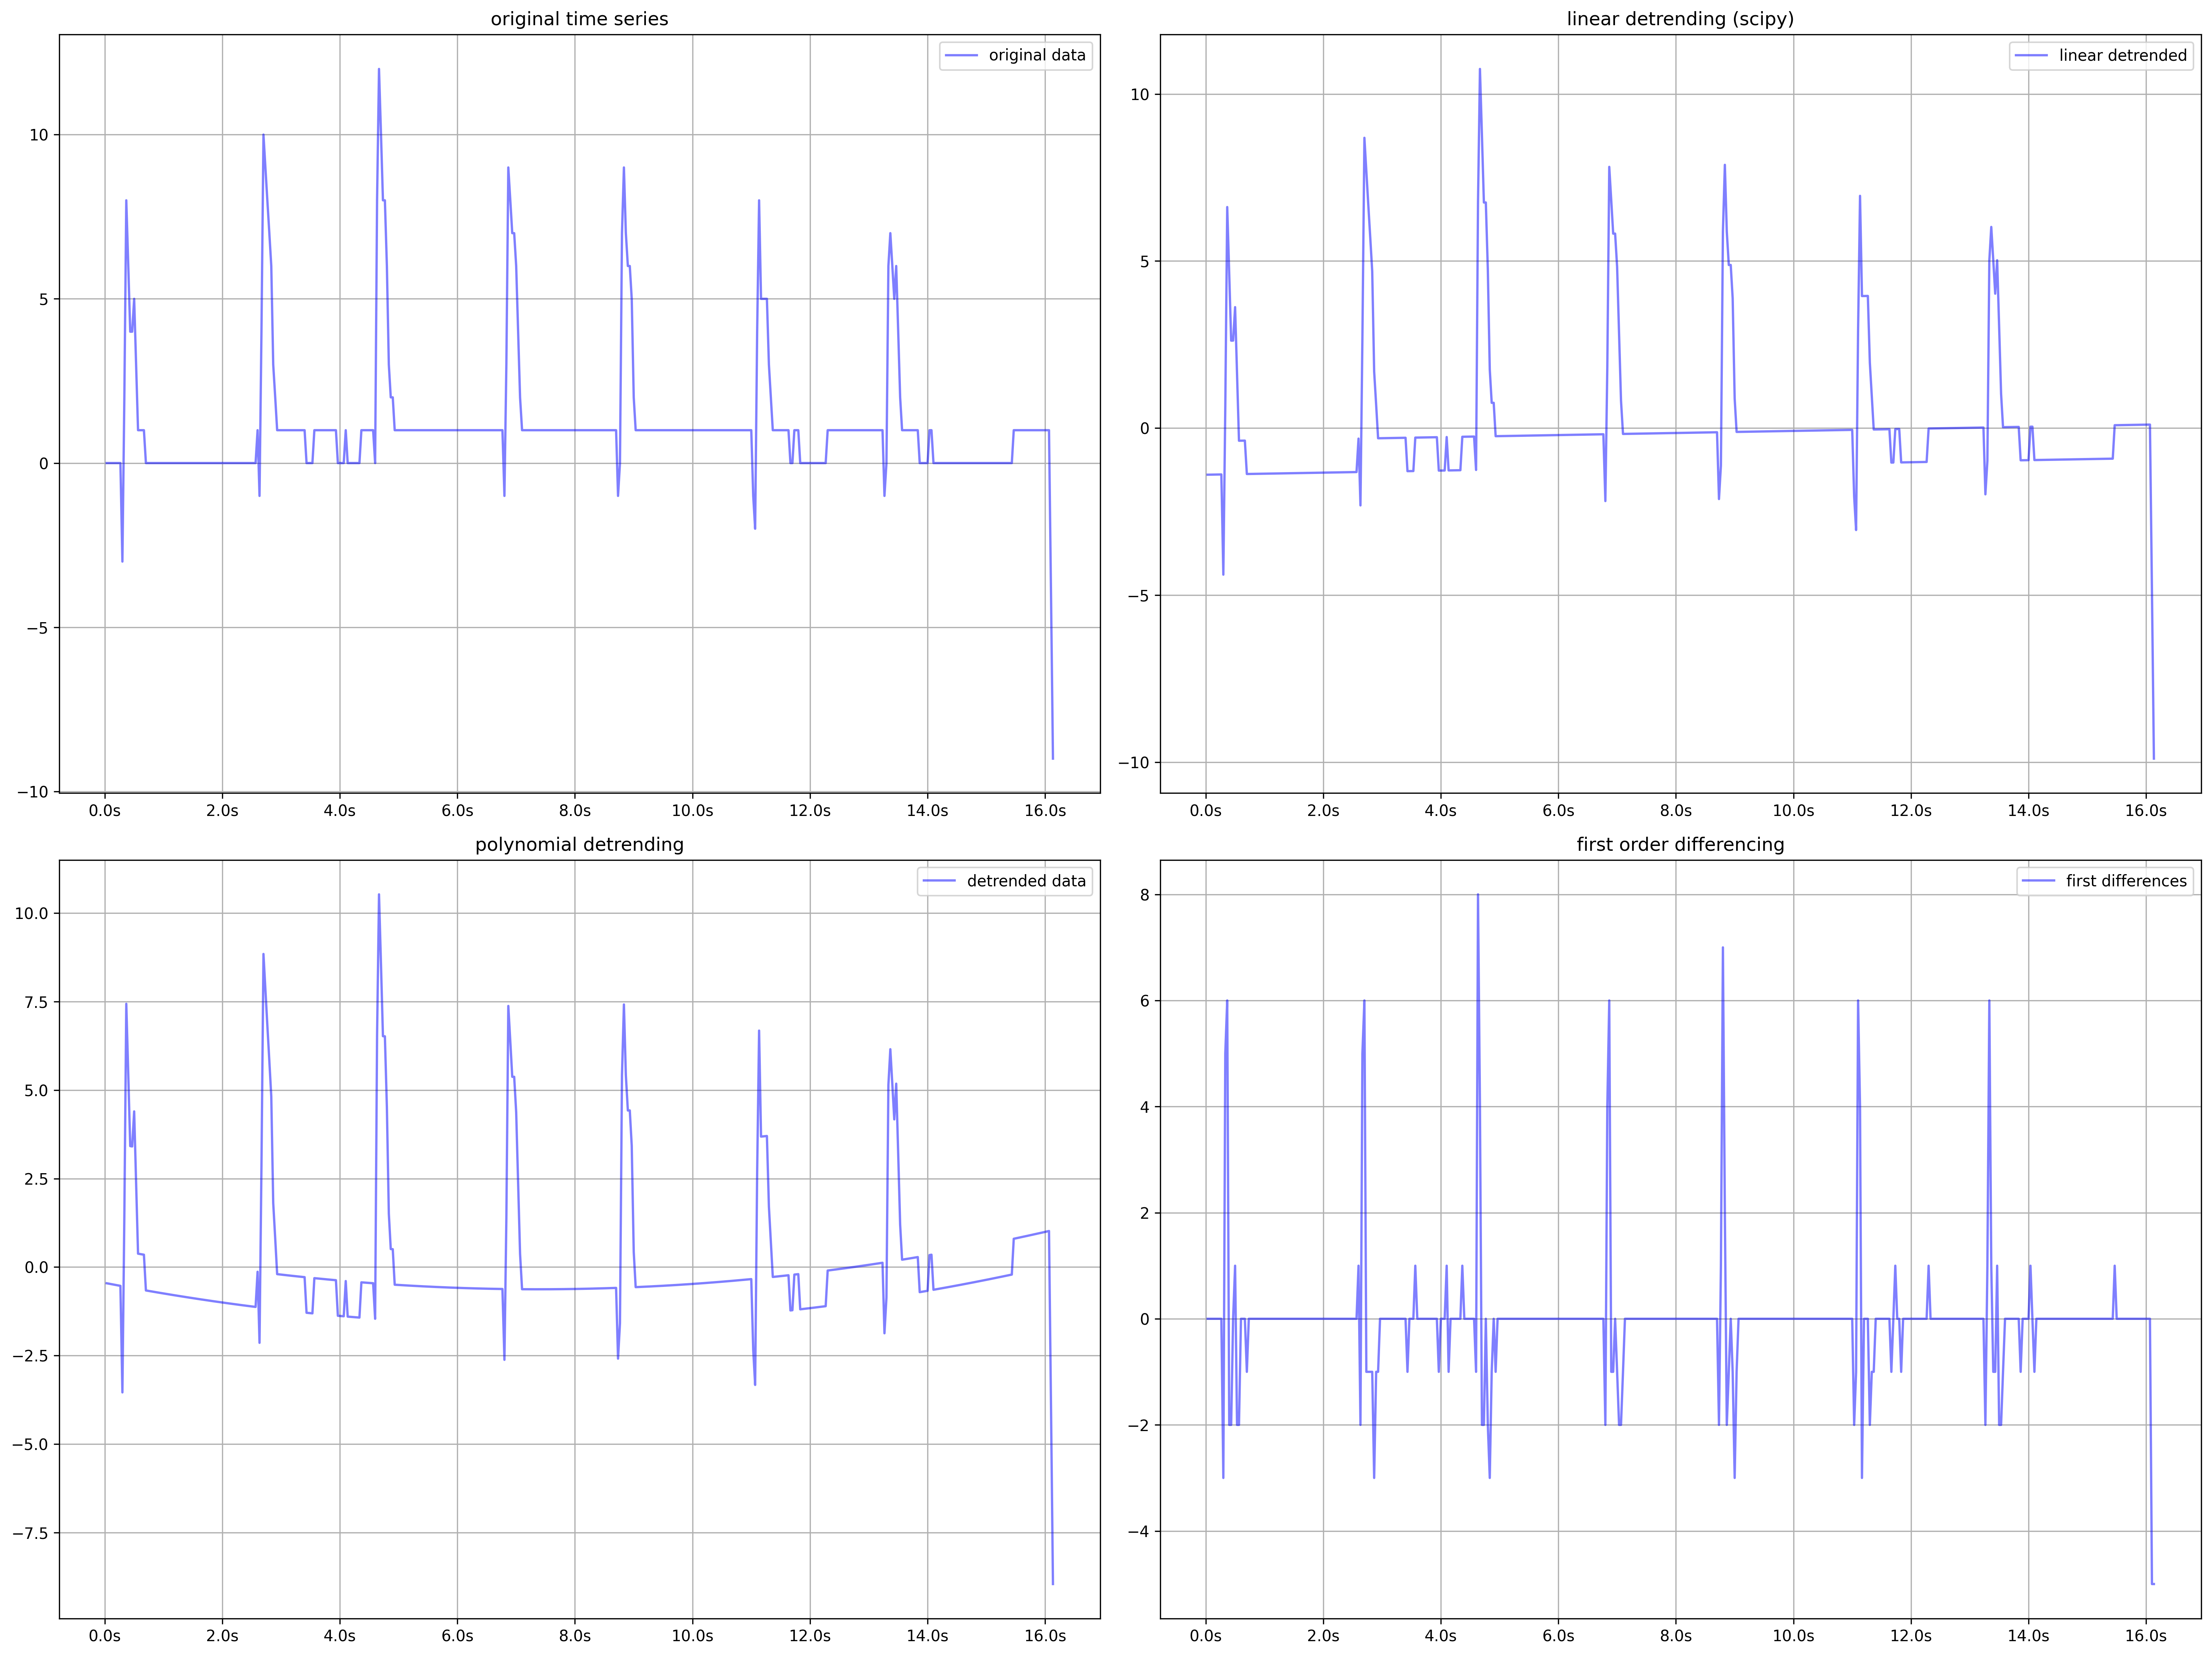 original time series
original data
10
5
0
−5
−10
0.0s 2.0s 4.0s 6.0s 8.0s 10.0s 12.0s 14.0s 16.0s
linear detrending (scipy)
linear detrended
10
5
0
−5
−10
0.0s 2.0s 4.0s 6.0s 8.0s 10.0s 12.0s 14.0s 16.0s
polynomial detrending
detrended data
10.0
7.5
5.0
2.5
0.0
−2.5
−5.0
−7.5
0.0s 2.0s 4.0s 6.0s 8.0s 10.0s 12.0s 14.0s 16.0s
first order differencing
first differences
8
6
4
2
0
−2
−4
0.0s 2.0s 4.0s 6.0s 8.0s 10.0s 12.0s 14.0s 16.0s